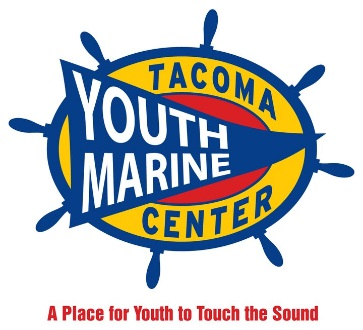 TACOMA
YOUTH
MARINE
CENTER
A Place for Youth to Touch the Sound